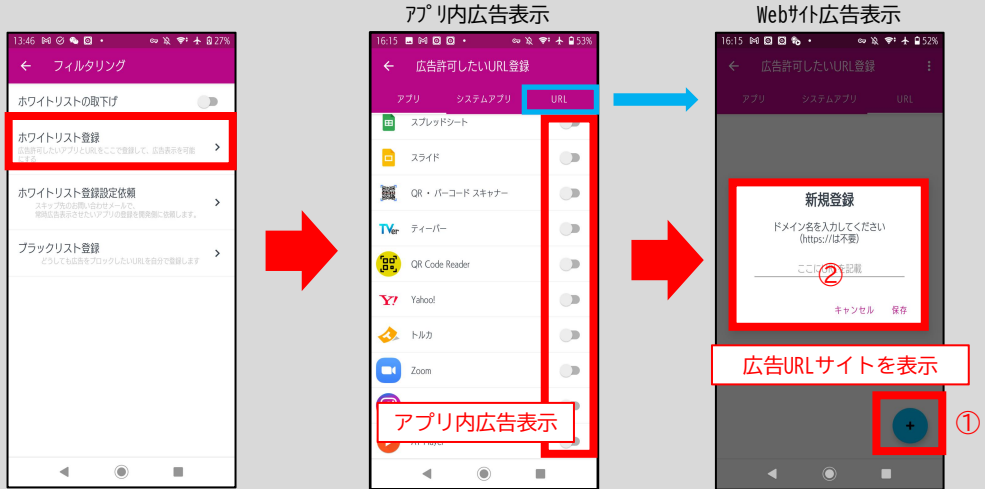 アプリ内広告表示
Webサイト広告表示
13:46
27%
← フィルタリング
ホワイトリストの取下げ
ホワイトリスト登録
広告許可したいアプリとURLをここで登録して、広告表示を可能
にする
ホワイトリスト登録設定依頼
スキップ先のお問い合わせメールで、
常時広告表示させたいアプリの登録を開発側に依頼します。
ブラックリスト登録
どうしても広告をブロックしたいURLを自分で登録します
16:15
53%
← 広告許可したいURL登録
アプリ
システムアプリ
URL
スプレッドシート
スライド
QR・バーコード スキャナー
TVer ティーバー
QR Code Reader
Y! Yahoo!
トルカ
Zoom
アプリ内広告表示
16:15
52%
← 広告許可したいURL登録
アプリ
システムアプリ
URL
新規登録
ドメイン名を入力してください
(https://は不要)
ここにURLを記載
②
キャンセル
保存
広告URLサイトを表示
+
①